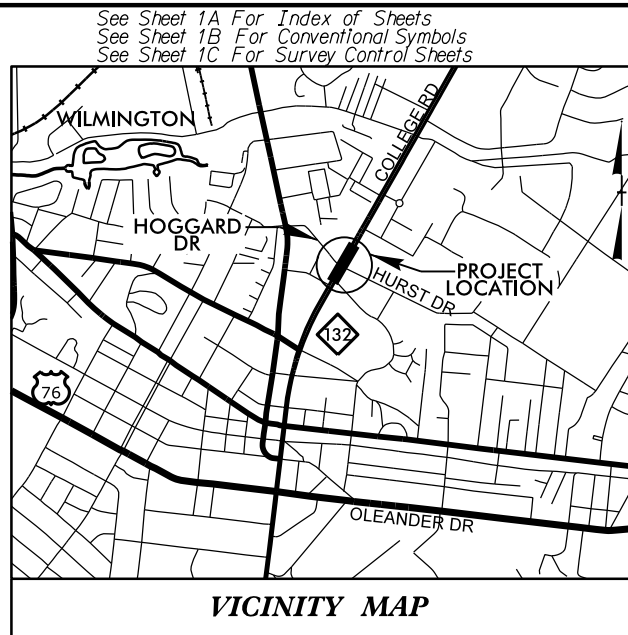 See Sheet 1A For Index of Sheets
See Sheet 1B For Conventional Symbols
See Sheet 1C For Survey Control Sheets
WILMINGTON
COLLEGE RD
HOGGARD
DR
PROJECT
LOCATION
HURST DR
132
76
OLEANDER DR
VICINITY MAP